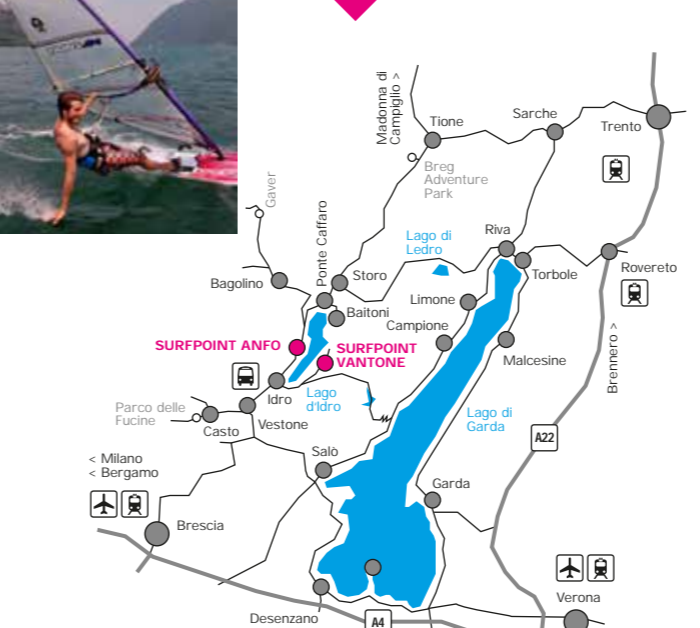 Madonna di
Campiglio >
Tione
Sarche
Trento
Breg
Adventure
Park
Gaver
Ponte Caffaro
Lago di
Ledro
Riva
Torbole
Rovereto
Bagolino
Storo
Baitoni
Limone
Campione
SURFPOINT ANFO
SURFPOINT
VANTONE
Malcesine
Brennero >
Idro
Lago
d'Idro
Parco delle
Fucine
Casto
Vestone
Lago di
Garda
A22
< Milano
< Bergamo
Salò
Garda
Brescia
Verona
Desenzano
A4